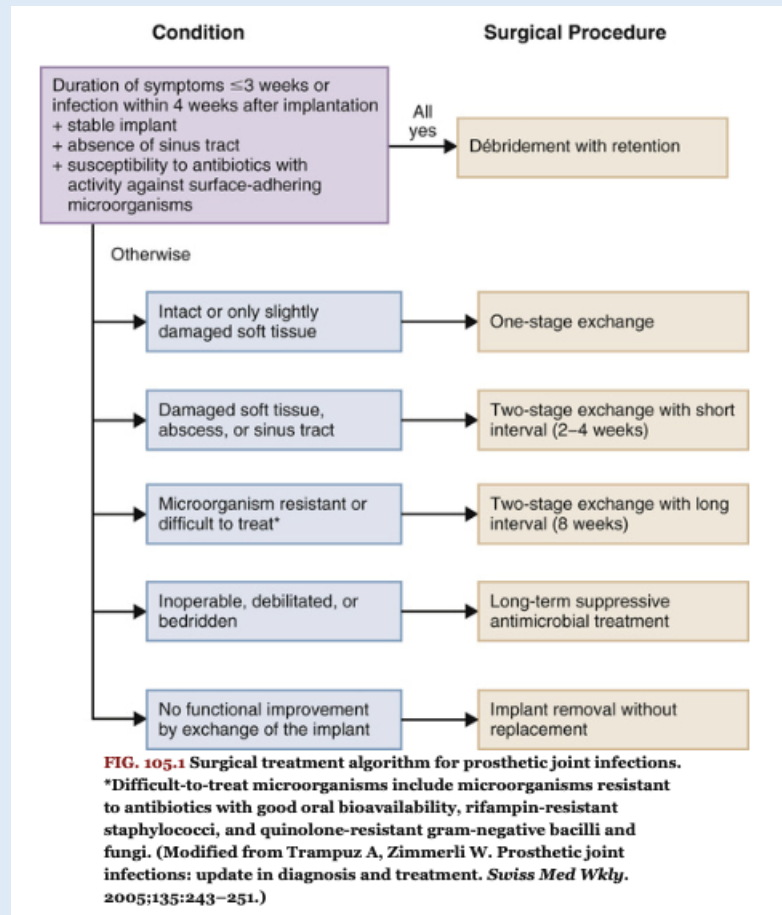 Condition
Surgical Procedure
Duration of symptoms ≤3 weeks or
infection within 4 weeks after implantation
+ stable implant
+ absence of sinus tract
+ susceptibility to antibiotics with
activity against surface-adhering
microorganisms
All
yes
Débridement with retention
Otherwise
Intact or only slightly
damaged soft tissue
One-stage exchange
Damaged soft tissue,
abscess, or sinus tract
Two-stage exchange with short
interval (2–4 weeks)
Microorganism resistant or
difficult to treat*
Two-stage exchange with long
interval (8 weeks)
Inoperable, debilitated, or
bedridden
Long-term suppressive
antimicrobial treatment
No functional improvement
by exchange of the implant
Implant removal without
replacement
FIG. 105.1 Surgical treatment algorithm for prosthetic joint infections.
*Difficult-to-treat microorganisms include microorganisms resistant
to antibiotics with good oral bioavailability, rifampin-resistant
staphylococci, and quinolone-resistant gram-negative bacilli and
fungi. (Modified from Trampuz A, Zimmerli W. Prosthetic joint
infections: update in diagnosis and treatment. Swiss Med Wkly.
2005;135:243–251.)